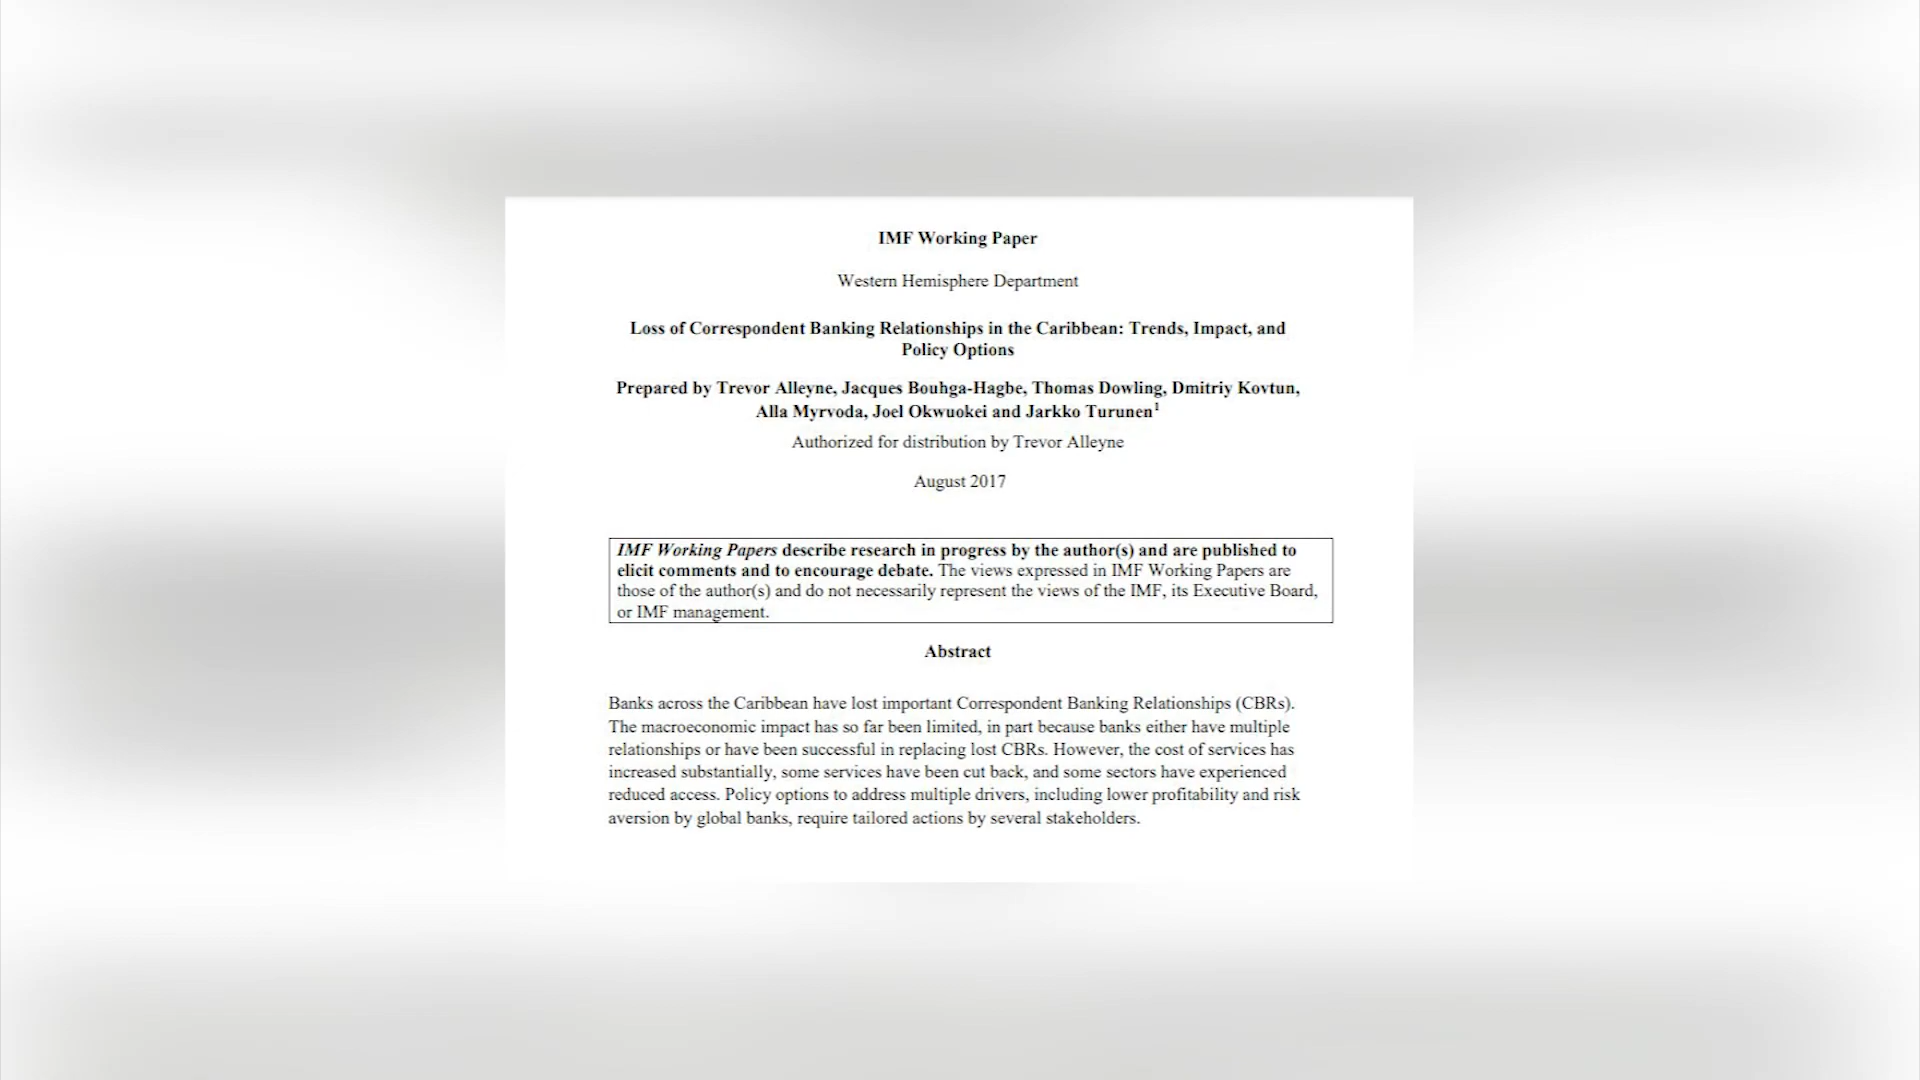 IMF Working Paper
Western Hemisphere Department
Loss of Correspondent Banking Relationships in the Caribbean: Trends, Impact, and
Policy Options
Prepared by Trevor Alleyne, Jacques Bouhga-Hagbe, Thomas Dowling, Dmitriy Kovtun,
Alla Myrvoda, Joel Okwuokei and Jarkko Turunen1
Authorized for distribution by Trevor Alleyne
August 2017
IMF Working Papers describe research in progress by the author(s) and are published to
elicit comments and to encourage debate. The views expressed in IMF Working Papers are
those of the author(s) and do not necessarily represent the views of the IMF, its Executive Board,
or IMF management.
Abstract
Banks across the Caribbean have lost important Correspondent Banking Relationships (CBRs).
The macroeconomic impact has so far been limited, in part because banks either have multiple
relationships or have been successful in replacing lost CBRs. However, the cost of services has
increased substantially, some services have been cut back, and some sectors have experienced
reduced access. Policy options to address multiple drivers, including lower profitability and risk
aversion by global banks, require tailored actions by several stakeholders.